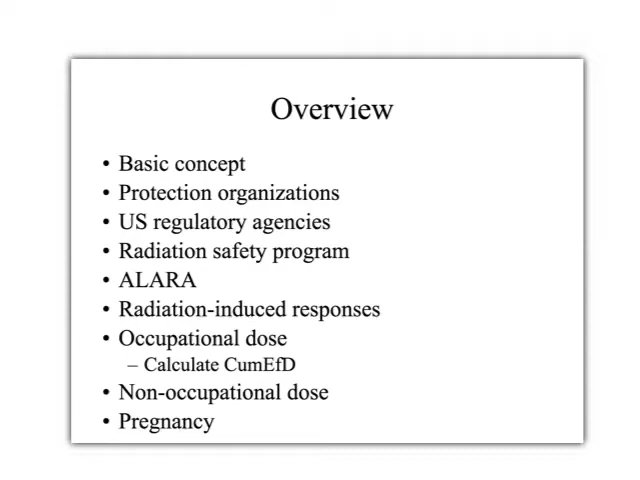 Overview
• Basic concept
• Protection organizations
• US regulatory agencies
• Radiation safety program
• ALARA
• Radiation-induced responses
• Occupational dose
– Calculate CumEfD
• Non-occupational dose
• Pregnancy